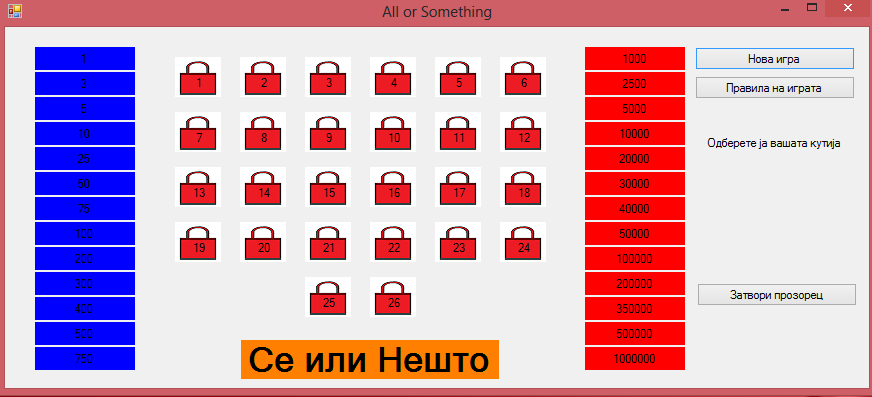 All or Something
1
3
5
10
25
50
75
100
200
300
400
500
750
1 2 3 4 5 6
7 8 9 10 11 12
13 14 15 16 17 18
19 20 21 22 23 24
25 26
Се или Нешто
1000
2500
5000
10000
20000
30000
40000
50000
100000
200000
350000
500000
1000000
Нова игра
Правила на играта
Одберете ја вашата кутија
Затвори прозорец